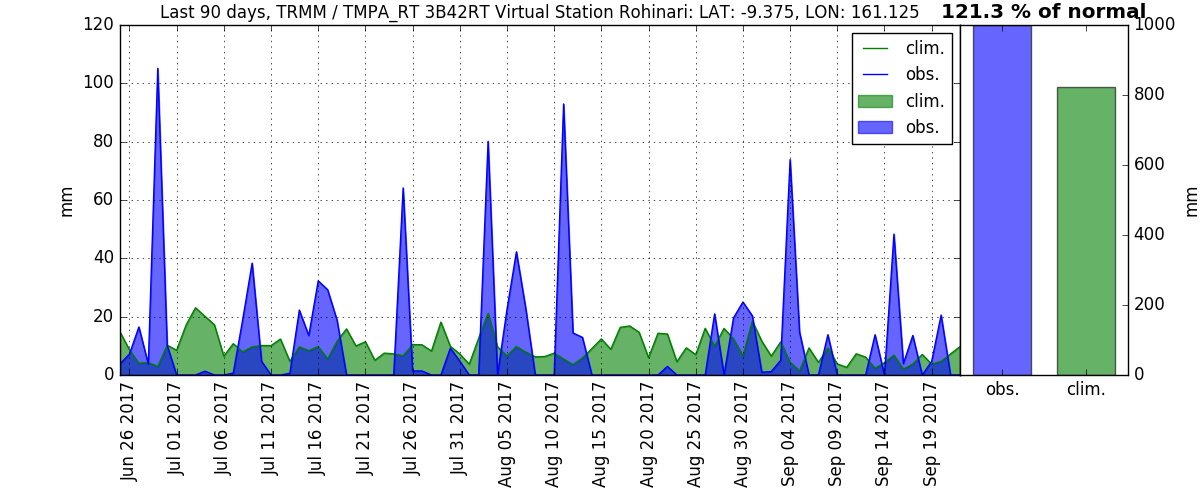 Last 90 days, TRMM / TMPA_RT 3B42RT Virtual Station Rohinari: LAT: -9.375, LON: 161.125
121.3 % of normal
120
100
80
60
40
20
0
mm
clim.
obs.
clim.
obs.
Jun 26 2017
Jul 01 2017
Jul 06 2017
Jul 11 2017
Jul 16 2017
Jul 21 2017
Jul 26 2017
Jul 31 2017
Aug 05 2017
Aug 10 2017
Aug 15 2017
Aug 20 2017
Aug 25 2017
Aug 30 2017
Sep 04 2017
Sep 09 2017
Sep 14 2017
Sep 19 2017
1000
800
600
400
200
0
mm
obs.
clim.